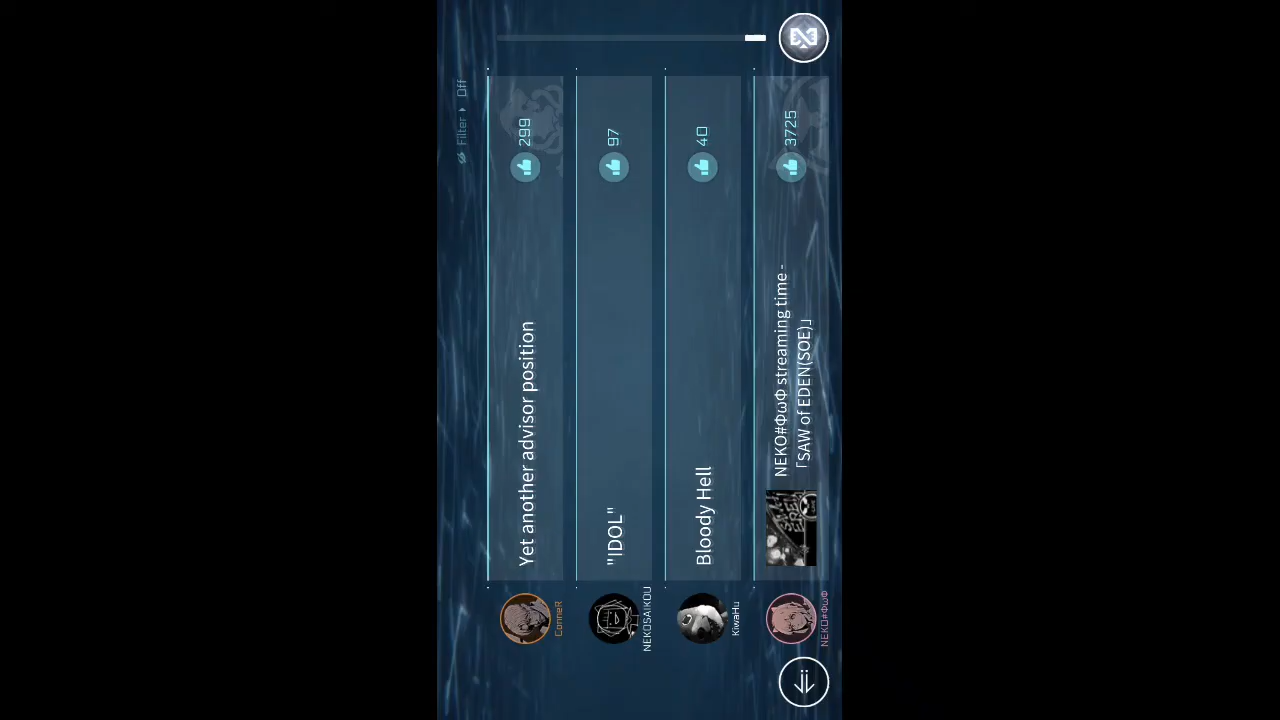 Filter ▸ Off
Yet another advisor position
299
ConneR
"IDOL"
97
NEKOSAIKOU
Bloody Hell
40
KiwaHu
NEKO#ΦωΦ streaming time -
「SAW of EDEN(SOE)」
3725
NEKO#ΦωΦ